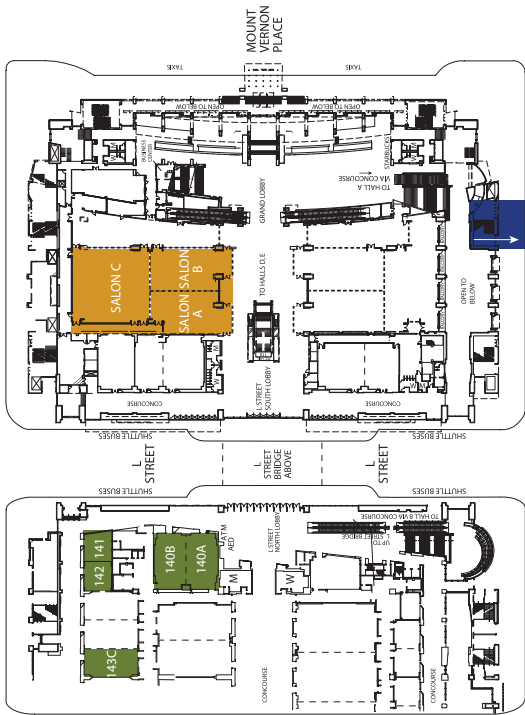 MOUNT
VERNON
PLACE
TAXIS
TAXIS
OPEN TO BELOW
OPEN TO BELOW
BUSINESS
CENTER
W
M
STARBUCKS
W
M
TO HALL A
VIA CONCOURSE
GRAND LOBBY
SALON C
SALON
B
SALON
A
TO HALLS D, E
OPEN TO
BELOW
M
W
L STREET
SOUTH LOBBY
W
M
CONCOURSE
CONCOURSE
SHUTTLE BUSES
SHUTTLE BUSES
L
STREET
L
STREET
BRIDGE
ABOVE
L
STREET
SHUTTLE BUSES
SHUTTLE BUSES
141
142
140B
140A
143C
ATM
AED
M
W
L STREET
NORTH LOBBY
UP TO
L STREET BRIDGE
TO HALL B VIA CONCOURSE
CONCOURSE
CONCOURSE